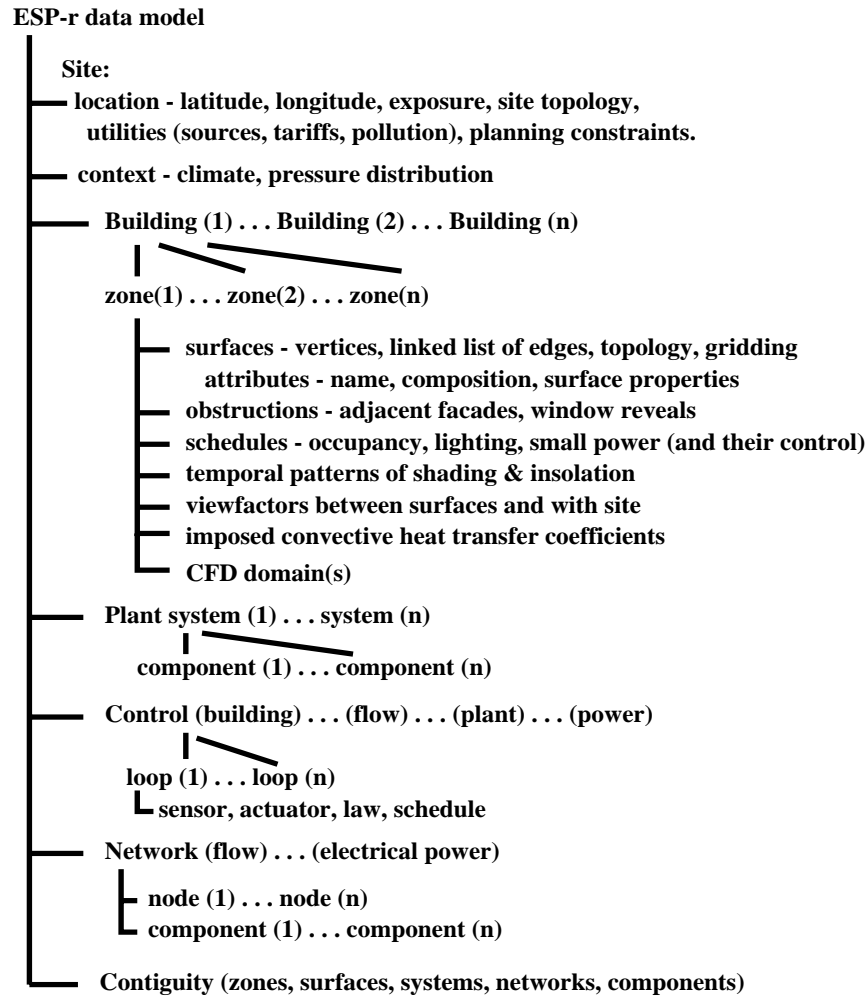 ESP-r data model
Site:
location - latitude, longitude, exposure, site topology,
utilities (sources, tariffs, pollution), planning constraints.
context - climate, pressure distribution
Building (1) . . . Building (2) . . . Building (n)
zone(1) . . . zone(2) . . . zone(n)
surfaces - vertices, linked list of edges, topology, gridding
attributes - name, composition, surface properties
obstructions - adjacent facades, window reveals
schedules - occupancy, lighting, small power (and their control)
temporal patterns of shading & insolation
viewfactors between surfaces and with site
imposed convective heat transfer coefficients
CFD domain(s)
Plant system (1) . . . system (n)
component (1) . . . component (n)
Control (building) . . . (flow) . . . (plant) . . . (power)
loop (1) . . . loop (n)
sensor, actuator, law, schedule
Network (flow) . . . (electrical power)
node (1) . . . node (n)
component (1) . . . component (n)
Contiguity (zones, surfaces, systems, networks, components)